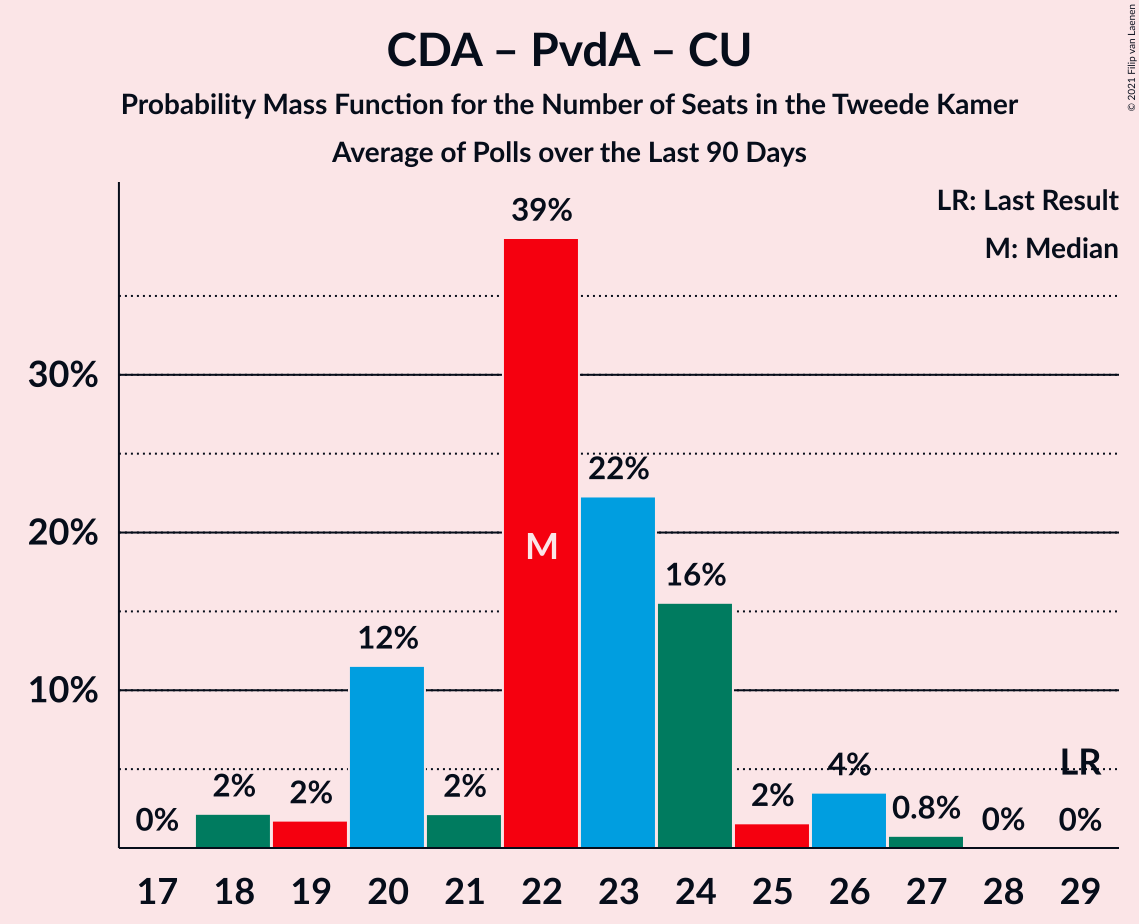 CDA – PvdA – CU
Probability Mass Function for the Number of Seats in the Tweede Kamer
Average of Polls over the Last 90 Days
© 2021 Filip van Laenen
LR: Last Result
M: Median
39%
30%
22%
20%
M
16%
12%
10%
2%
2%
2%
2%
4%
LR
0%
0.8%
0%
0%
17 18 19 20 21 22 23 24 25 26 27 28 29